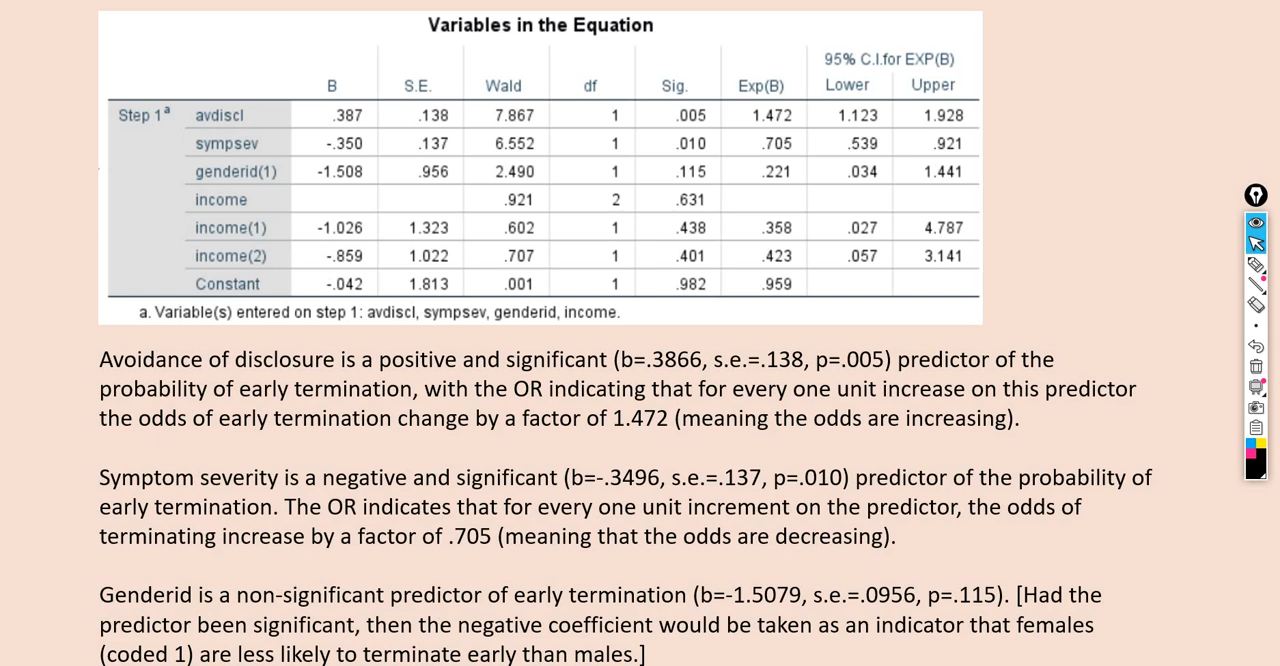 Variables in the Equation
95% C.I.for EXP(B)
B S.E. Wald df Sig. Exp(B) Lower Upper
Step 1a avdiscl .387 .138 7.867 1 .005 1.472 1.123 1.928
sympsev -.350 .137 6.552 1 .010 .705 .539 .921
genderid(1) -1.508 .956 2.490 1 .115 .221 .034 1.441
income .921 2 .631
income(1) -1.026 1.323 .602 1 .438 .358 .027 4.787
income(2) -.859 1.022 .707 1 .401 .423 .057 3.141
Constant -.042 1.813 .001 1 .982 .959
a. Variable(s) entered on step 1: avdiscl, sympsev, genderid, income.
Avoidance of disclosure is a positive and significant (b=.3866, s.e.=.138, p=.005) predictor of the
probability of early termination, with the OR indicating that for every one unit increase on this predictor
the odds of early termination change by a factor of 1.472 (meaning the odds are increasing).
Symptom severity is a negative and significant (b=-.3496, s.e.=.137, p=.010) predictor of the probability of
early termination. The OR indicates that for every one unit increment on the predictor, the odds of
terminating increase by a factor of .705 (meaning that the odds are decreasing).
Genderid is a non-significant predictor of early termination (b=-1.5079, s.e.=.0956, p=.115). [Had the
predictor been significant, then the negative coefficient would be taken as an indicator that females
(coded 1) are less likely to terminate early than males.]